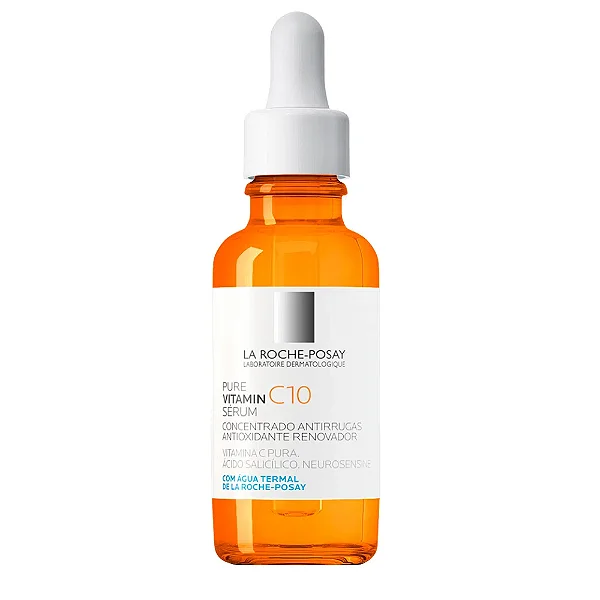 LA ROCHE-POSAY
LABORATOIRE DERMATOLOGIQUE
PURE
VITAMIN C10
SÉRUM
CONCENTRADO ANTIRRUGAS
ANTIOXIDANTE RENOVADOR
VITAMINA C PURA.
ÁCIDO SALICÍLICO. NEUROSENSINE
COM ÁGUA TERMAL
DE LA ROCHE-POSAY